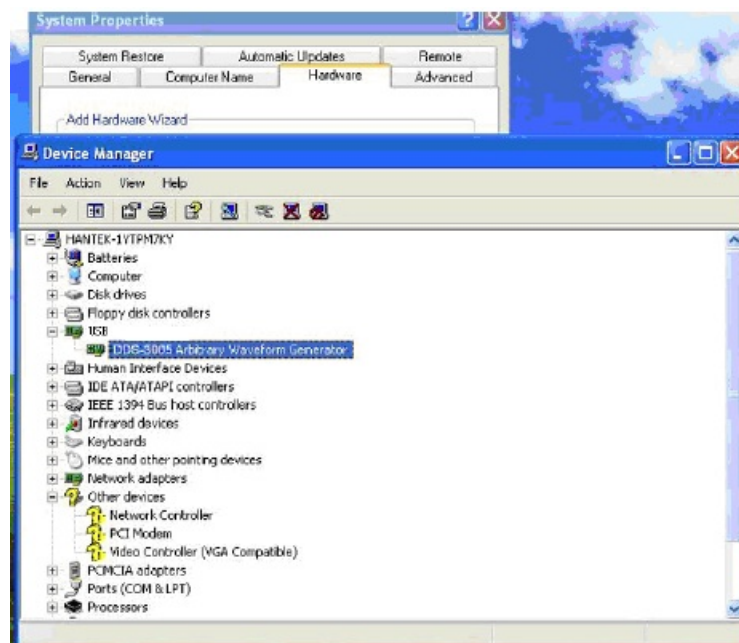 System Properties
System Restore Automatic Updates Remote
General Computer Name Hardware Advanced
Add Hardware Wizard
Device Manager
File Action View Help
HANTEK-1YTPM7KY
Batteries
Computer
Disk drives
Floppy disk controllers
USB
DDS-3005 Arbitrary Waveform Generator
Human Interface Devices
IDE ATA/ATAPI controllers
IEEE 1394 Bus host controllers
Infrared devices
Keyboards
Mice and other pointing devices
Network adapters
Other devices
Network Controller
PCI Modem
Video Controller (VGA Compatible)
PCMCIA adapters
Ports (COM & LPT)
Processors